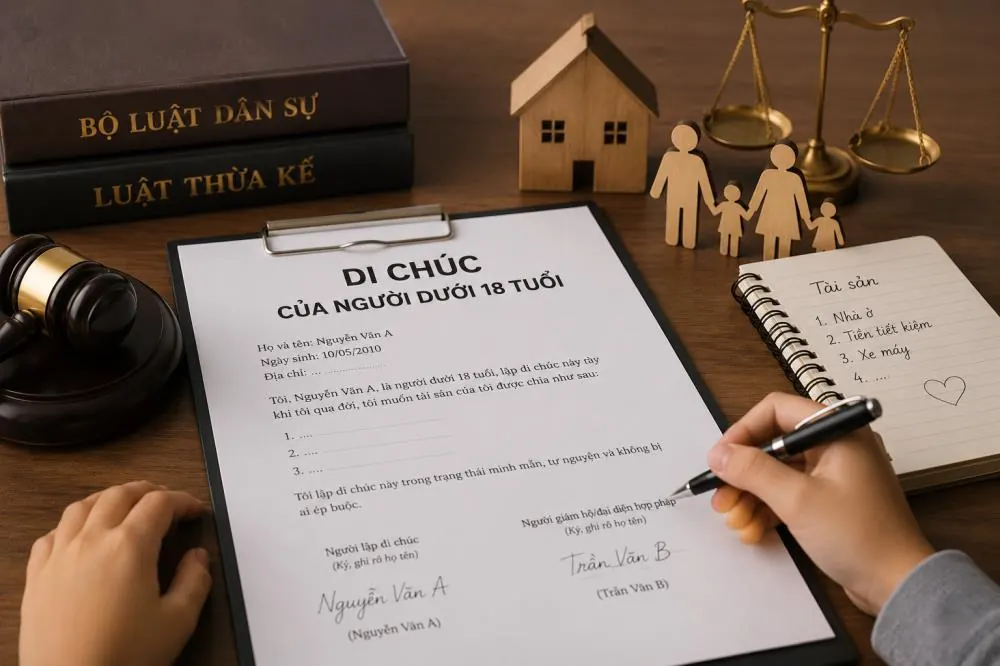 BỘ LUẬT DÂN SỰ
LUẬT THỪA KẾ
DI CHÚC
CỦA NGƯỜI DƯỚI 18 TUỔI
Họ và tên: Nguyễn Văn A
Ngày sinh: 10/05/2010
Địa chỉ: ... ...................
Tôi, Nguyễn Văn A. là người dưới 18 tuổi, lập di chúc này tày
khi tôi qua đời, tôi muốn tài sản của tôi được chia như sau:
1. ....
2. ....
3. ....
Tôi lập di chúc này trong trạng thái minh mẫn, tự nguyện và không bị
ai ép buộc.
Người lập di chúc
(Ký, ghi rõ họ tên)
Nguyễn Văn A
(Nguyễn Văn A)
Người giám hộ/đại diện hợp pháp
(Ký, ghi rõ họ tên)
Trần Văn B
(Trần Văn B)
Tài sản
1. Nhà ở
2. Tiền tiết kiệm
3. Xe máy
4. ....